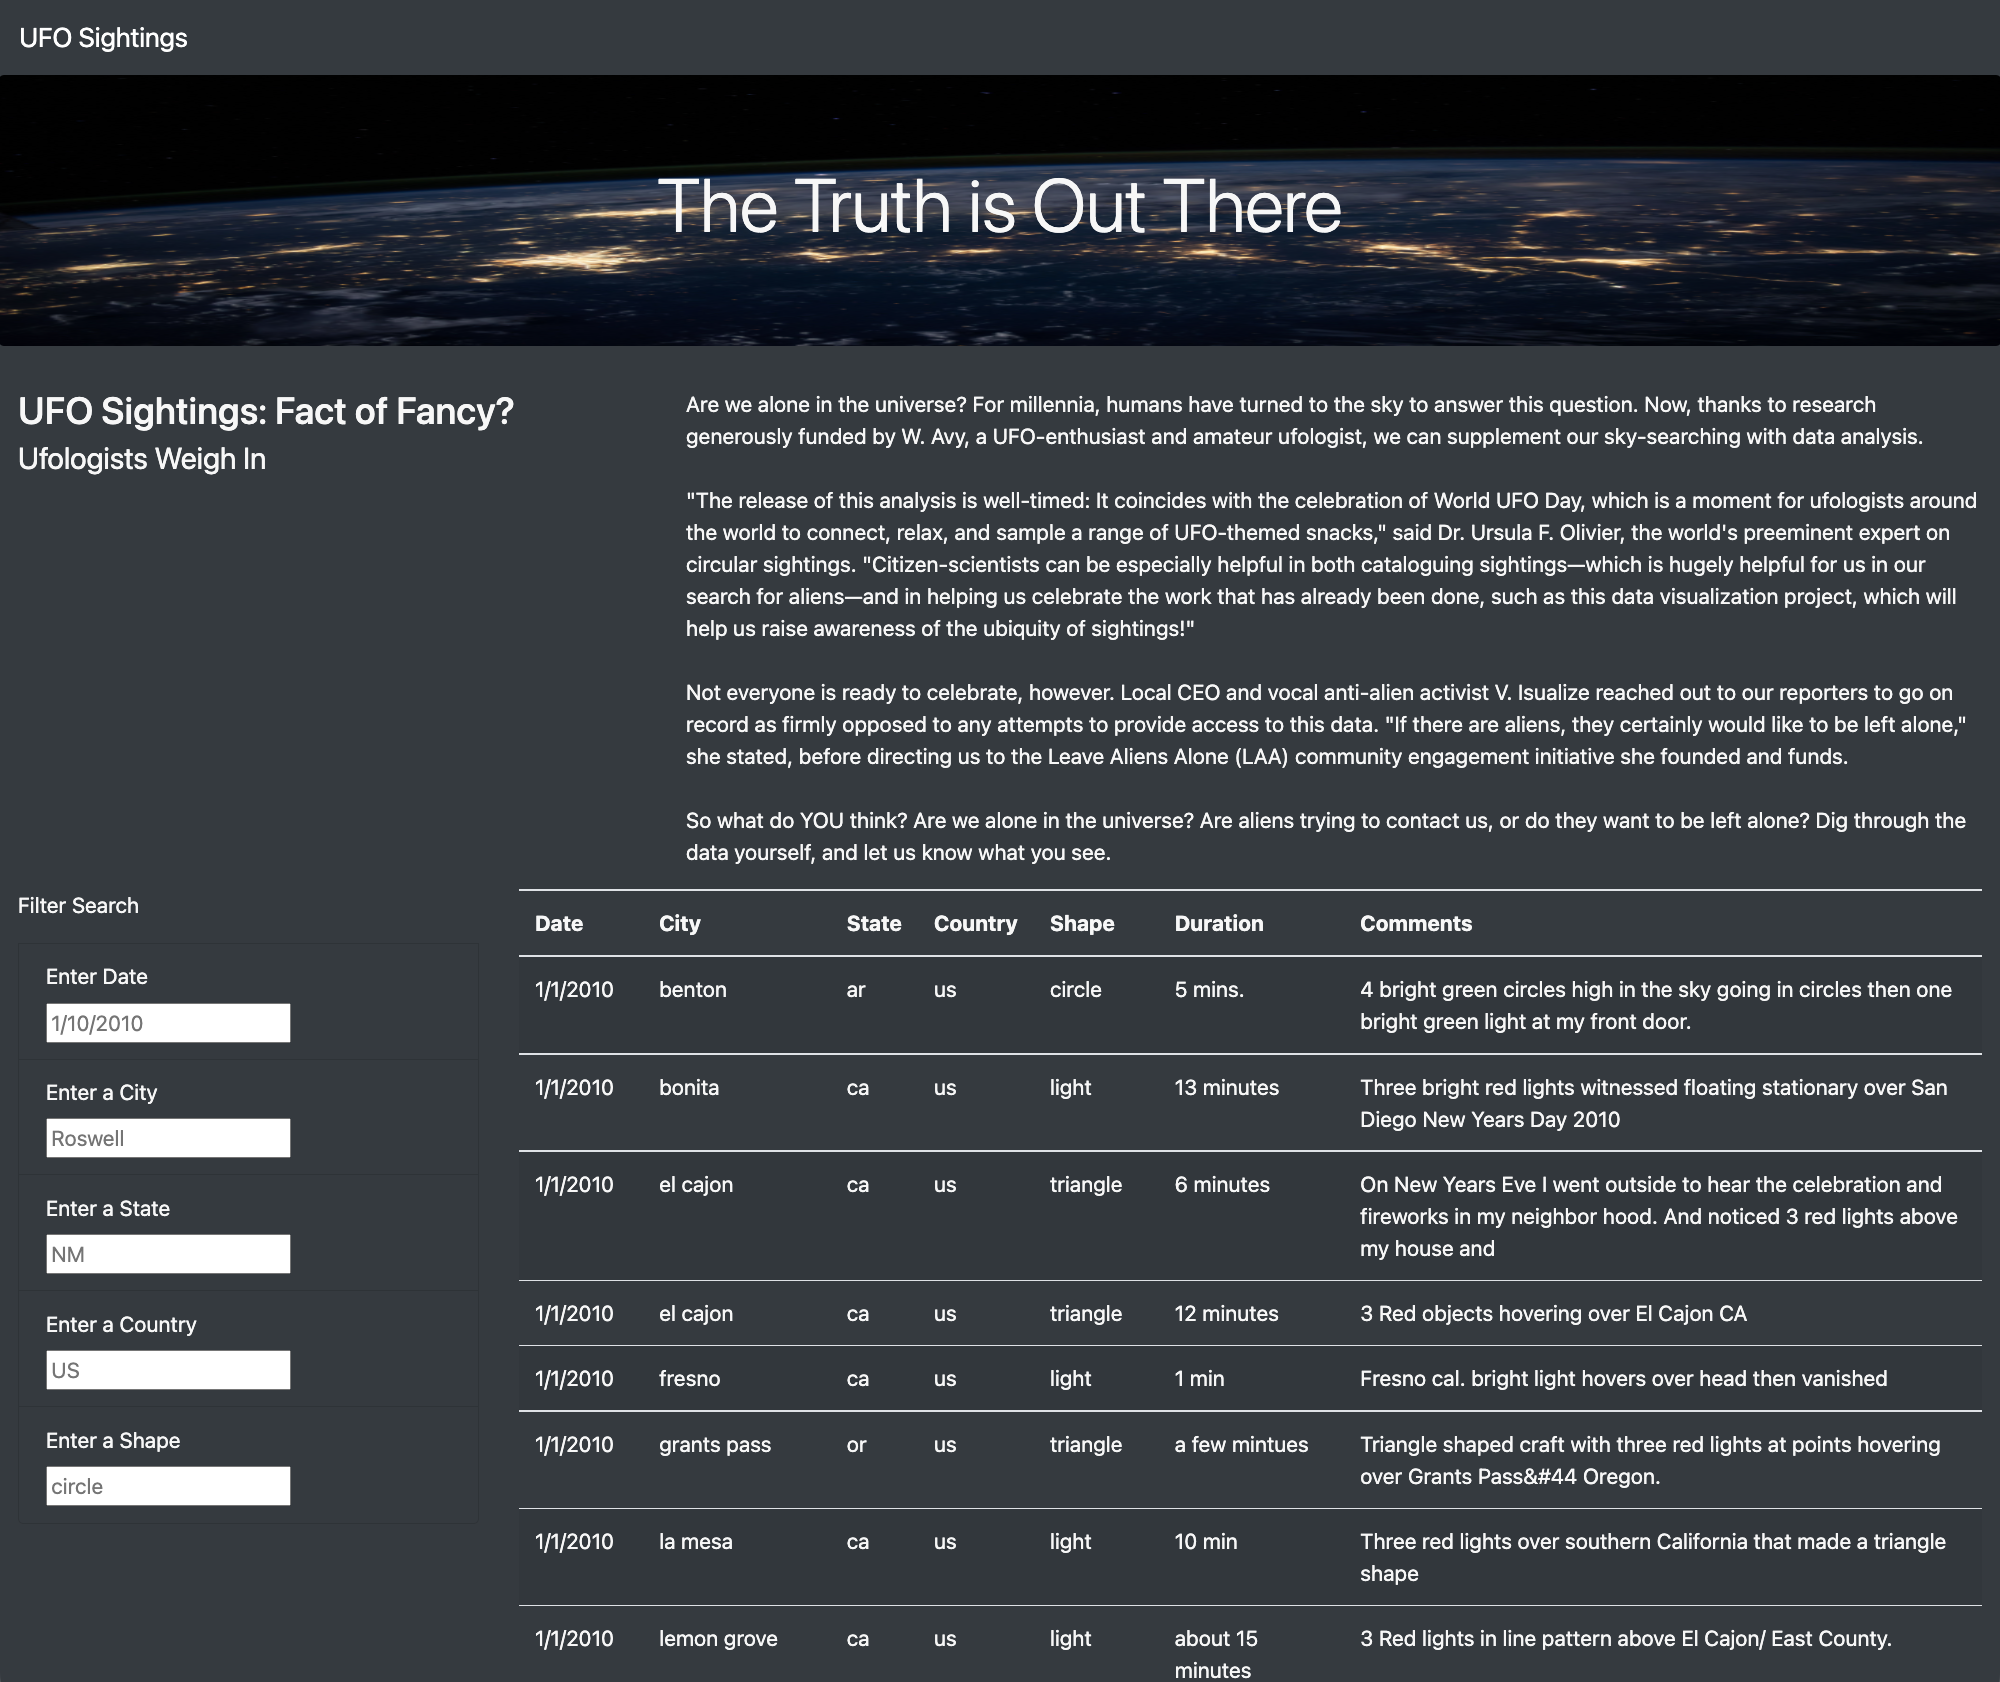 UFO Sightings
The Truth is Out There
UFO Sightings: Fact of Fancy?
Ufologists Weigh In
Are we alone in the universe? For millennia, humans have turned to the sky to answer this question. Now, thanks to research
generously funded by W. Avy, a UFO-enthusiast and amateur ufologist, we can supplement our sky-searching with data analysis.
"The release of this analysis is well-timed: It coincides with the celebration of World UFO Day, which is a moment for ufologists around
the world to connect, relax, and sample a range of UFO-themed snacks," said Dr. Ursula F. Olivier, the world's preeminent expert on
circular sightings. "Citizen-scientists can be especially helpful in both cataloguing sightings—which is hugely helpful for us in our
search for aliens—and in helping us celebrate the work that has already been done, such as this data visualization project, which will
help us raise awareness of the ubiquity of sightings!"
Not everyone is ready to celebrate, however. Local CEO and vocal anti-alien activist V. Isualize reached out to our reporters to go on
record as firmly opposed to any attempts to provide access to this data. "If there are aliens, they certainly would like to be left alone,"
she stated, before directing us to the Leave Aliens Alone (LAA) community engagement initiative she founded and funds.
So what do YOU think? Are we alone in the universe? Are aliens trying to contact us, or do they want to be left alone? Dig through the
data yourself, and let us know what you see.
Filter Search
Enter Date
1/10/2010
Enter a City
Roswell
Enter a State
NM
Enter a Country
US
Enter a Shape
circle
Date City State Country Shape Duration Comments
1/1/2010 benton ar us circle 5 mins. 4 bright green circles high in the sky going in circles then one
bright green light at my front door.
1/1/2010 bonita ca us light 13 minutes Three bright red lights witnessed floating stationary over San
Diego New Years Day 2010
1/1/2010 el cajon ca us triangle 6 minutes On New Years Eve I went outside to hear the celebration and
fireworks in my neighbor hood. And noticed 3 red lights above
my house and
1/1/2010 el cajon ca us triangle 12 minutes 3 Red objects hovering over El Cajon CA
1/1/2010 fresno ca us light 1 min Fresno cal. bright light hovers over head then vanished
1/1/2010 grants pass or us triangle a few mintues Triangle shaped craft with three red lights at points hovering
over Grants Pass&#44 Oregon.
1/1/2010 la mesa ca us light 10 min Three red lights over southern California that made a triangle
shape
1/1/2010 lemon grove ca us light about 15 3 Red lights in line pattern above El Cajon/ East County.
minutes